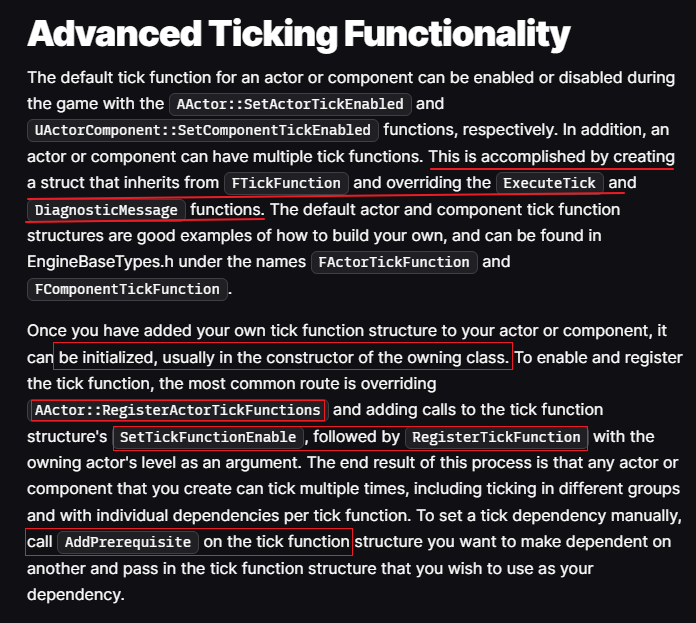 Advanced Ticking Functionality
The default tick function for an actor or component can be enabled or disabled during
the game with the AActor::SetActorTickEnabled and
UActorComponent::SetComponentTickEnabled functions, respectively. In addition, an
actor or component can have multiple tick functions. This is accomplished by creating
a struct that inherits from FTickFunction and overriding the ExecuteTick and
DiagnosticMessage functions. The default actor and component tick function
structures are good examples of how to build your own, and can be found in
EngineBaseTypes.h under the names FActorTickFunction and
FComponentTickFunction.
Once you have added your own tick function structure to your actor or component, it
can be initialized, usually in the constructor of the owning class. To enable and register
the tick function, the most common route is overriding
AActor::RegisterActorTickFunctions and adding calls to the tick function
structure's SetTickFunctionEnable, followed by RegisterTickFunction with the
owning actor's level as an argument. The end result of this process is that any actor or
component that you create can tick multiple times, including ticking in different groups
and with individual dependencies per tick function. To set a tick dependency manually,
call AddPrerequisite on the tick function structure you want to make dependent on
another and pass in the tick function structure that you wish to use as your
dependency.